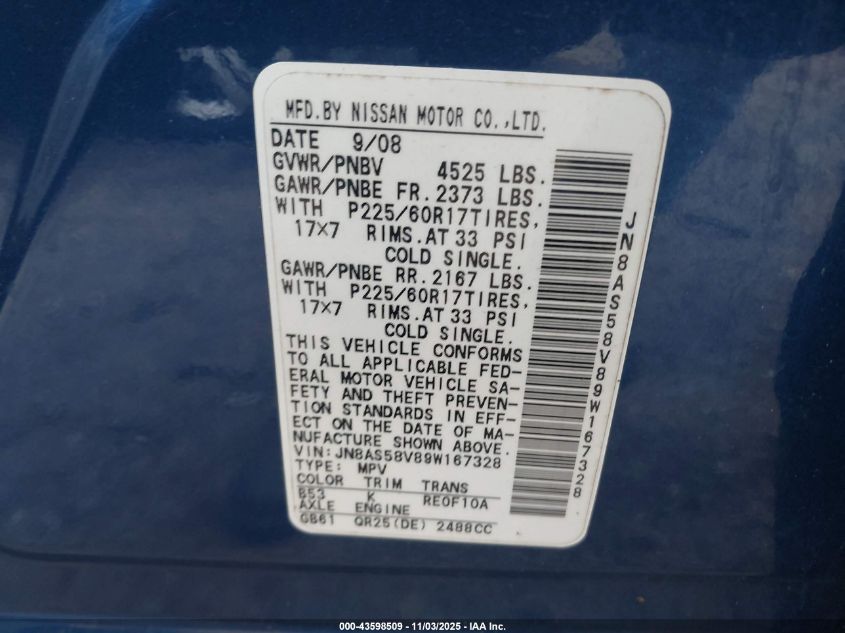 MFD.BY NISSAN MOTOR CO.,LTD.
DATE 9/08
GVWR/PNBV 4525 LBS.
GAWR/PNBE FR.2373 LBS.
WITH P225/60R17TIRES,
17×7 RIMS.AT 33 PSI
COLD SINGLE.
GAWR/PNBE RR.2167 LBS.
WITH P225/60R17TIRES,
17×7 RIMS.AT 33 PSI
COLD SINGLE.
THIS VEHICLE CONFORMS
TO ALL APPLICABLE FED-
ERAL MOTOR VEHICLE SA-
FETY AND THEFT PREVEN-
TION STANDARDS IN EFF-
ECT ON THE DATE OF MA-
NUFACTURE SHOWN ABOVE.
VIN:JN8AS58V89W167328
TYPE: MPV
COLOR TRIM TRANS
B53 K RE0F10A
AXLE ENGINE
GB61 QR25(DE) 2488CC
JN8AS58V89W167328
000-43598509 - 11/03/2025 - IAA Inc.